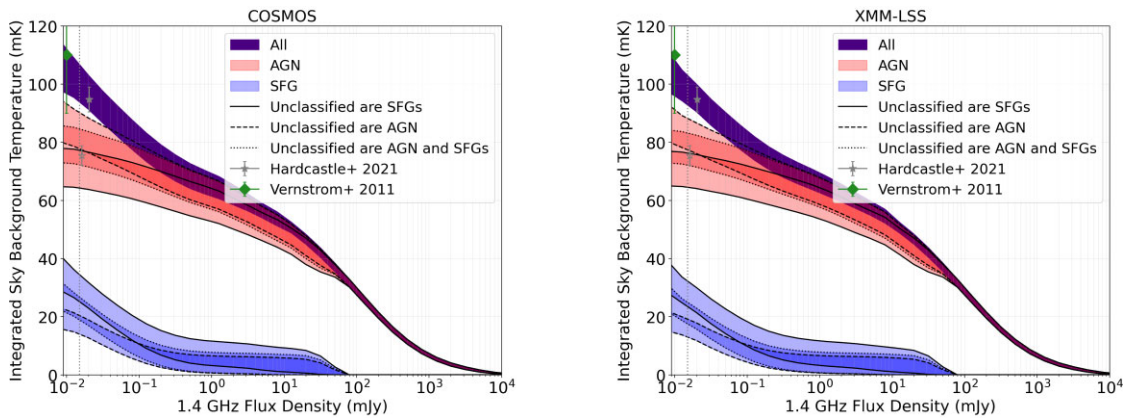 COSMOS
Integrated Sky Background Temperature (mK)
120
100
80
60
40
20
0
All
AGN
SFG
Unclassified are SFGs
Unclassified are AGN
Unclassified are AGN and SFGs
Hardcastle+ 2021
Vernstrom+ 2011
10⁻² 10⁻¹ 10⁰ 10¹ 10² 10³ 10⁴
1.4 GHz Flux Density (mJy)
XMM-LSS
Integrated Sky Background Temperature (mK)
120
100
80
60
40
20
0
All
AGN
SFG
Unclassified are SFGs
Unclassified are AGN
Unclassified are AGN and SFGs
Hardcastle+ 2021
Vernstrom+ 2011
10⁻² 10⁻¹ 10⁰ 10¹ 10² 10³ 10⁴
1.4 GHz Flux Density (mJy)